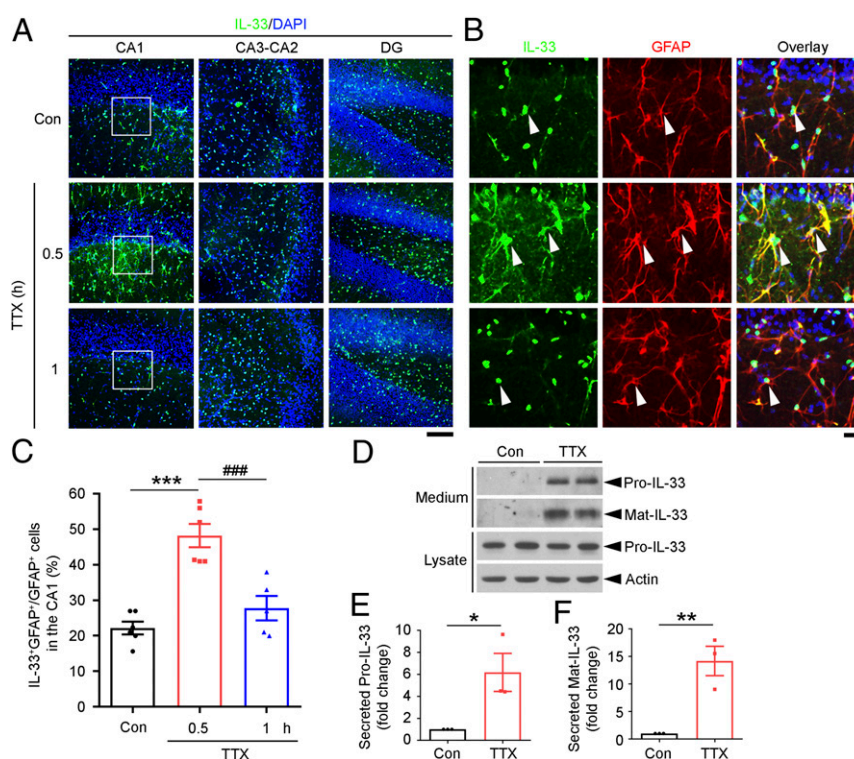 A
IL-33/DAPI
CA1 CA3-CA2 DG
Con
TTX (h)
0.5
1
B
IL-33 GFAP Overlay
C
IL-33⁺GFAP⁺/GFAP⁺ cells
in the CA1 (%)
*** ###
60
50
40
30
20
10
0
Con 0.5 1 h
TTX
D
Con TTX
Medium
Pro-IL-33
Mat-IL-33
Lysate
Pro-IL-33
Actin
E
Secreted Pro-IL-33
(fold change)
*
10
8
6
4
2
0
Con TTX
F
Secreted Mat-IL-33
(fold change)
**
20
15
10
5
0
Con TTX